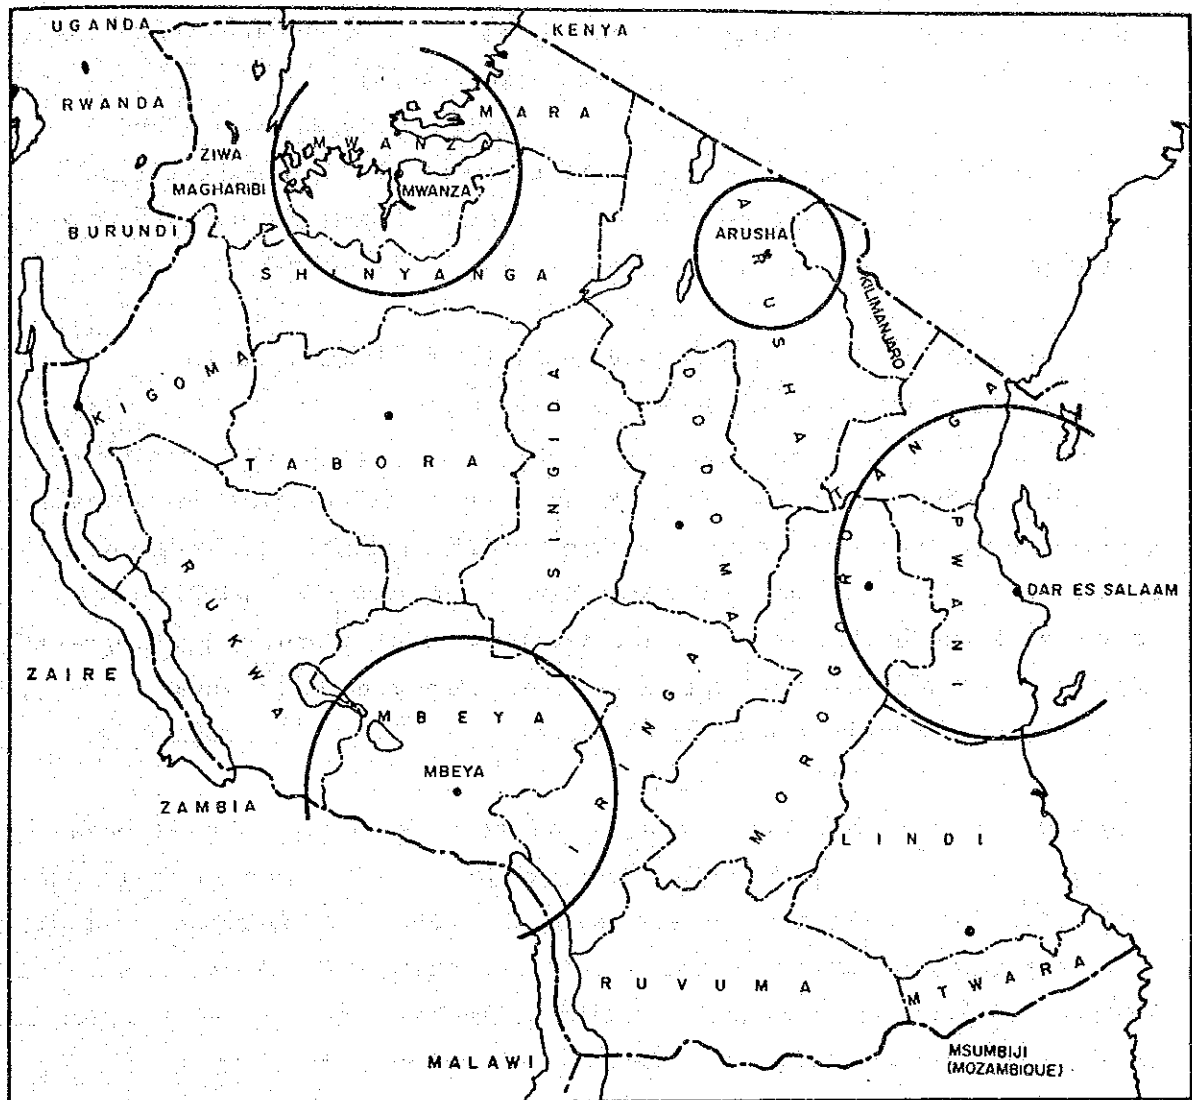 UGANDA
KENYA
RWANDA
MARA
MWANZA
ZIWA
MAGHARIBI
MWANZA
BURUNDI
ARUSHA
ARUSHA
SHINYANGA
KILIMANJARO
KIGOMA
DODOMA
TANGA
TABORA
SINGIDA
PWANI
DAR ES SALAAM
RUKWA
ZAIRE
MBEYA
IRINGA
MOROGORO
MBEYA
ZAMBIA
LINDI
RUVUMA
MTWARA
MALAWI
MSUMBIJI
(MOZAMBIQUE)